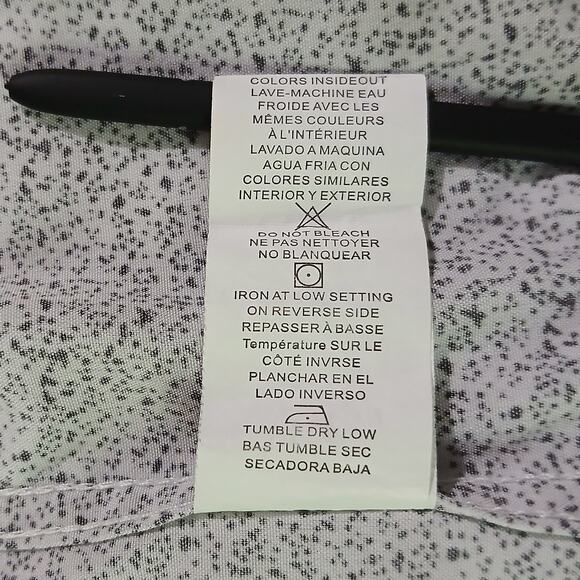 COLORS INSIDEOUT
LAVE-MACHINE EAU
FROIDE AVEC LES
MÊMES COULEURS
À L'INTÉRIEUR
LAVADO A MAQUINA
AGUA FRIA CON
COLORES SIMILARES
INTERIOR Y EXTERIOR
DO NOT BLEACH
NE PAS NETTOYER
NO BLANQUEAR
IRON AT LOW SETTING
ON REVERSE SIDE
REPASSER À BASSE
Température SUR LE
CÔTÉ INVRSE
PLANCHAR EN EL
LADO INVERSO
TUMBLE DRY LOW
BAS TUMBLE SEC
SECADORA BAJA